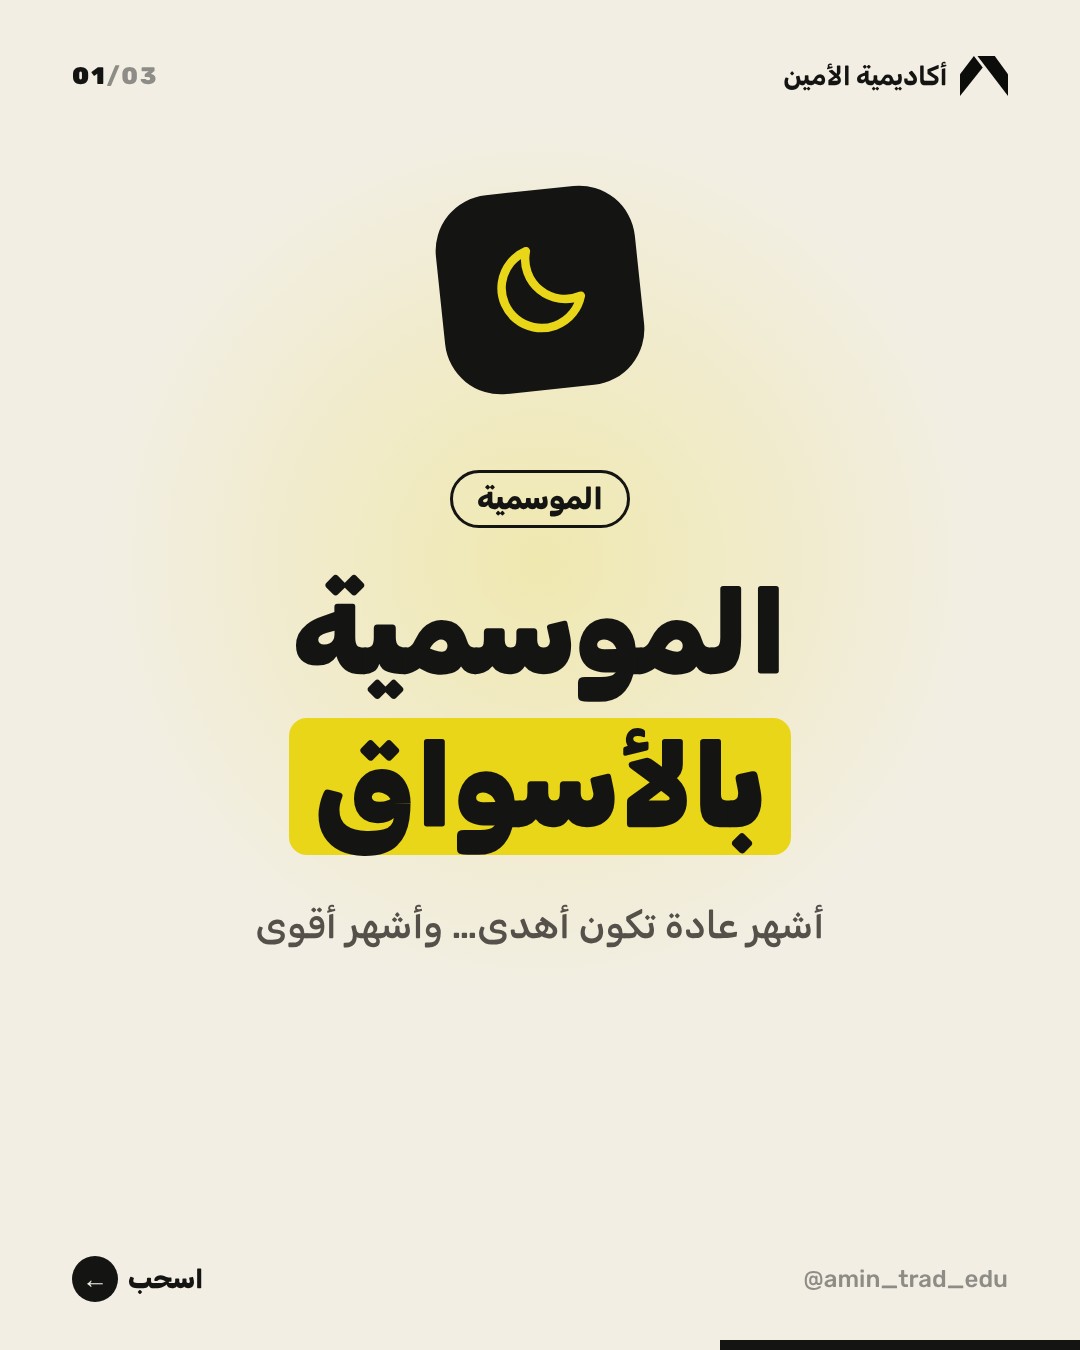 أكاديمية الأمين
01/03
الموسمية
الموسمية
بالأسواق
أشهر عادة تكون أهدى... وأشهر أقوى
@amin_trad_edu
اسحب ←